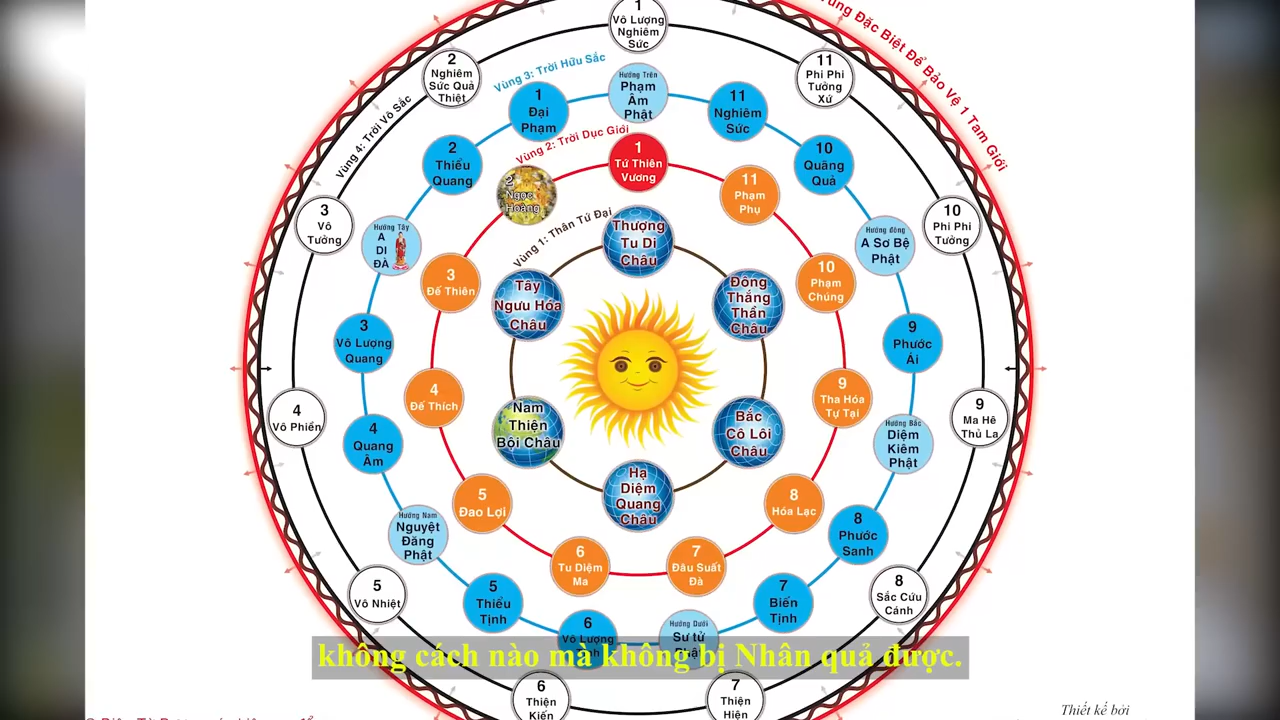 1
Vô Lượng
Nghiêm
Sức
2
Nghiêm
Sức Quả
Thiệt
11
Phi Phi
Tưởng
Xứ
Đặc Biệt Để Bảo Vệ 1 Tam Giới
Vùng 4: Trời Vô Sắc
Vùng 3: Trời Hữu Sắc
1
Đại
Phạm
Hướng Trên
Phạm
Âm
Phật
11
Nghiêm
Sức
2
Thiểu
Quang
10
Quãng
Quả
Vùng 2: Trời Dục Giới
1
Tứ Thiên
Vương
2
Ngọc
Hoàng
11
Phạm
Phụ
3
Vô
Tưởng
Hướng Tây
A
DI
ĐÀ
Hướng đông
A Sơ Bệ
Phật
10
Phi Phi
Tưởng
Vùng 1: Thân Tứ Đại
Thượng
Tu Di
Châu
3
Đế Thiên
10
Phạm
Chúng
Tây
Ngưu Hóa
Châu
Đông
Thắng
Thần
Châu
3
Vô Lượng
Quang
9
Phước
Ái
4
Đế Thích
9
Tha Hóa
Tự Tại
4
Vô Phiền
9
Ma Hê
Thủ La
Nam
Thiện
Bôi Châu
Bắc
Cô Lôi
Châu
4
Quang
Âm
Hướng Bắc
Diệm
Kiêm
Phật
Hạ
Diệm
Quang
Châu
5
Đao Lợi
8
Hóa Lạc
Hướng Nam
Nguyệt
Đăng
Phật
8
Phước
Sanh
6
Tu Diệm
Ma
7
Đâu Suất
Đà
5
Vô Nhiệt
8
Sắc Cứu
Cánh
5
Thiểu
Tịnh
7
Biến
Tịnh
6
Vô Lượng
Hướng Dưới
Sư tử
không cách nào mà không bị Nhân quả được.
6
Thiện
Kiến
7
Thiện
Hiện
Thiết kế bởi